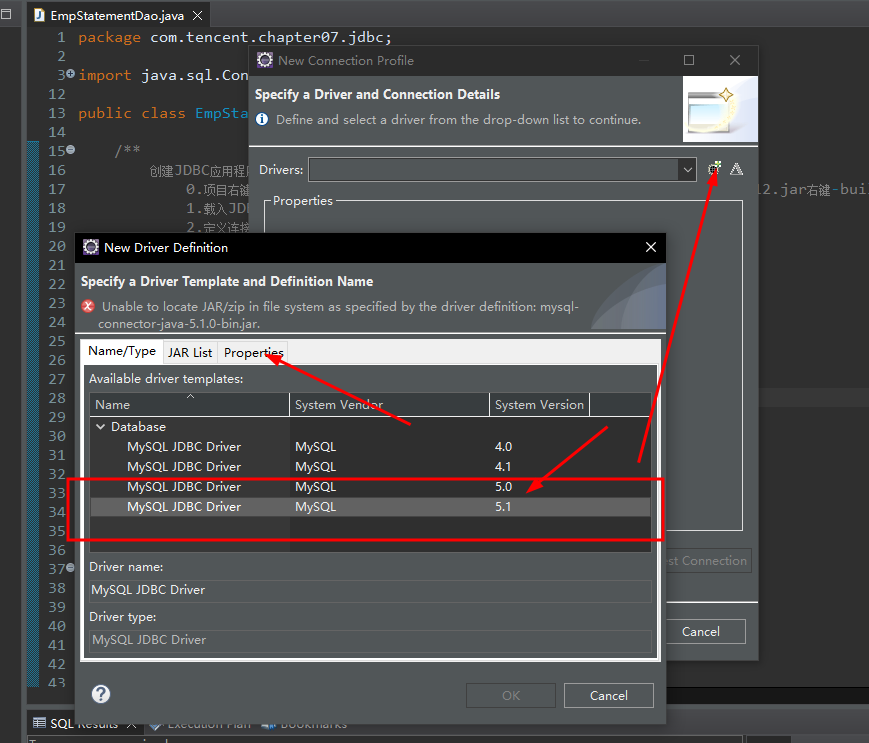 EmpStatementDao.java
1 package com.tencent.chapter07.jdbc;
2
3 import java.sql.Con
12
13 public class EmpSta
14
15 /**
16 创建JDBC应用程
17 0.项目右键 12.jar右键-bui
18 1.载入JD
19 2.定义连接
20
21
22
23
24
25
26
27
28
29
30
31
32
33
34
35
36
37
38
39
40
41
42
43
New Connection Profile
Specify a Driver and Connection Details
Define and select a driver from the drop-down list to continue.
Drivers:
Properties
New Driver Definition
Specify a Driver Template and Definition Name
Unable to locate JAR/zip in file system as specified by the driver definition: mysql-
connector-java-5.1.0-bin.jar.
Name/Type JAR List Properties
Available driver templates:
Name System Vendor System Version
Database
MySQL JDBC Driver MySQL 4.0
MySQL JDBC Driver MySQL 4.1
MySQL JDBC Driver MySQL 5.0
MySQL JDBC Driver MySQL 5.1
Driver name:
MySQL JDBC Driver
Driver type:
MySQL JDBC Driver
OK Cancel
est Connection
Cancel
SQL Results Execution Plan Bookmarks